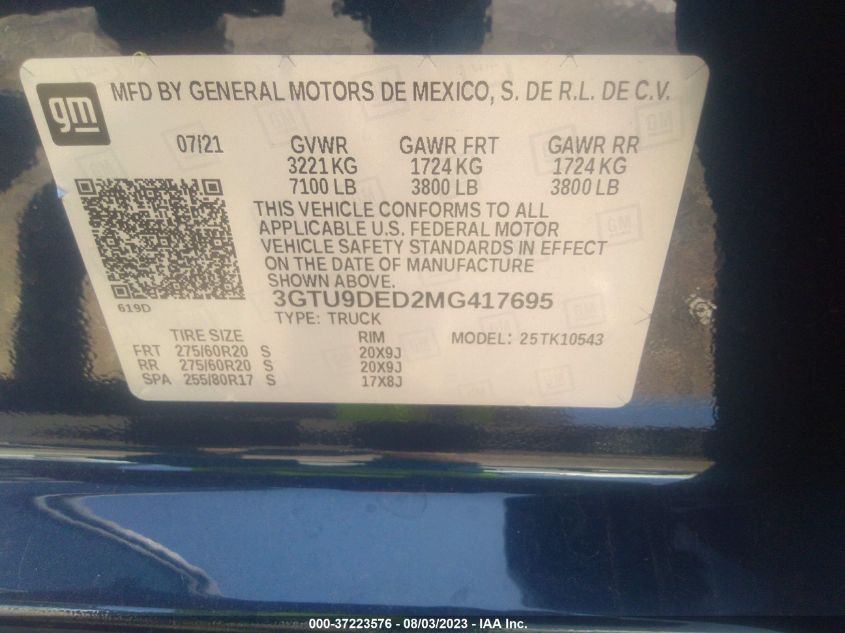 gm MFD BY GENERAL MOTORS DE MEXICO, S. DE R.L. DE C.V.
07/21 GVWR GAWR FRT GAWR RR
3221 KG 1724 KG 1724 KG
7100 LB 3800 LB 3800 LB
THIS VEHICLE CONFORMS TO ALL
APPLICABLE U.S. FEDERAL MOTOR
VEHICLE SAFETY STANDARDS IN EFFECT
ON THE DATE OF MANUFACTURE
SHOWN ABOVE.
619D 3GTU9DED2MG417695
TYPE: TRUCK
TIRE SIZE RIM MODEL: 25TK10543
FRT 275/60R20 S 20X9J
RR 275/60R20 S 20X9J
SPA 255/80R17 S 17X8J
000-37223576 - 08/03/2023 - IAA Inc.